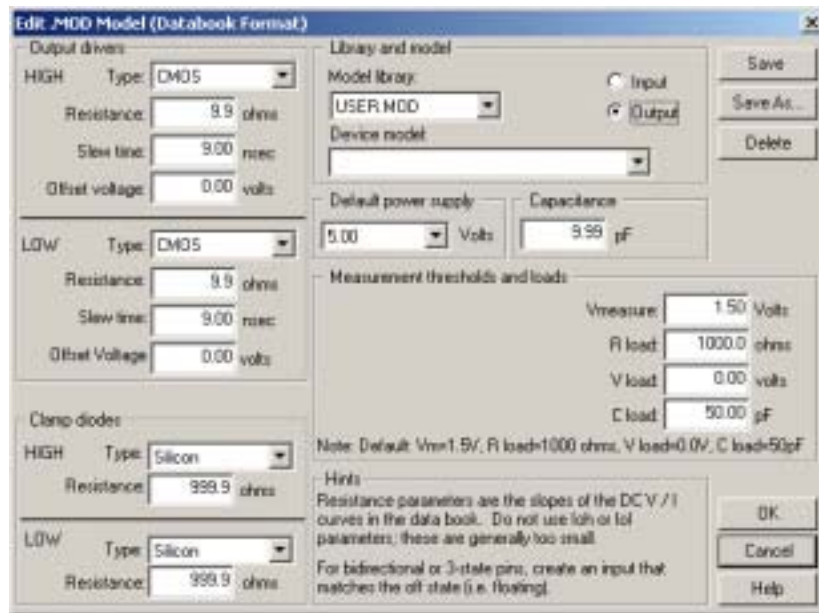 Edit .MOD Model (Databook Format)
Output drivers
HIGH Type: CMOS
Resistance: 9.9 ohms
Slew time: 9.00 nsec
Offset voltage: 0.00 volts
LOW Type: CMOS
Resistance: 9.9 ohms
Slew time: 9.00 nsec
Offset Voltage: 0.00 volts
Clamp diodes
HIGH Type: Silicon
Resistance: 999.9 ohms
LOW Type: Silicon
Resistance: 999.9 ohms
Library and model
Model library:
USER.MOD
Input
Output
Device model:
Default power supply
5.00 Volts
Capacitance
9.99 pF
Measurement thresholds and loads
Vmeasure: 1.50 Volts
R load: 1000.0 ohms
V load: 0.00 volts
C load: 50.00 pF
Note: Default: Vm=1.5V, R load=1000 ohms, V load=0.0V, C load=50pF
Hints
Resistance parameters are the slopes of the DC V / I
curves in the data book. Do not use Ioh or Iol
parameters; these are generally too small.
For bidirectional or 3-state pins, create an input that
matches the off state (i.e. floating).
Save
Save As...
Delete
OK
Cancel
Help